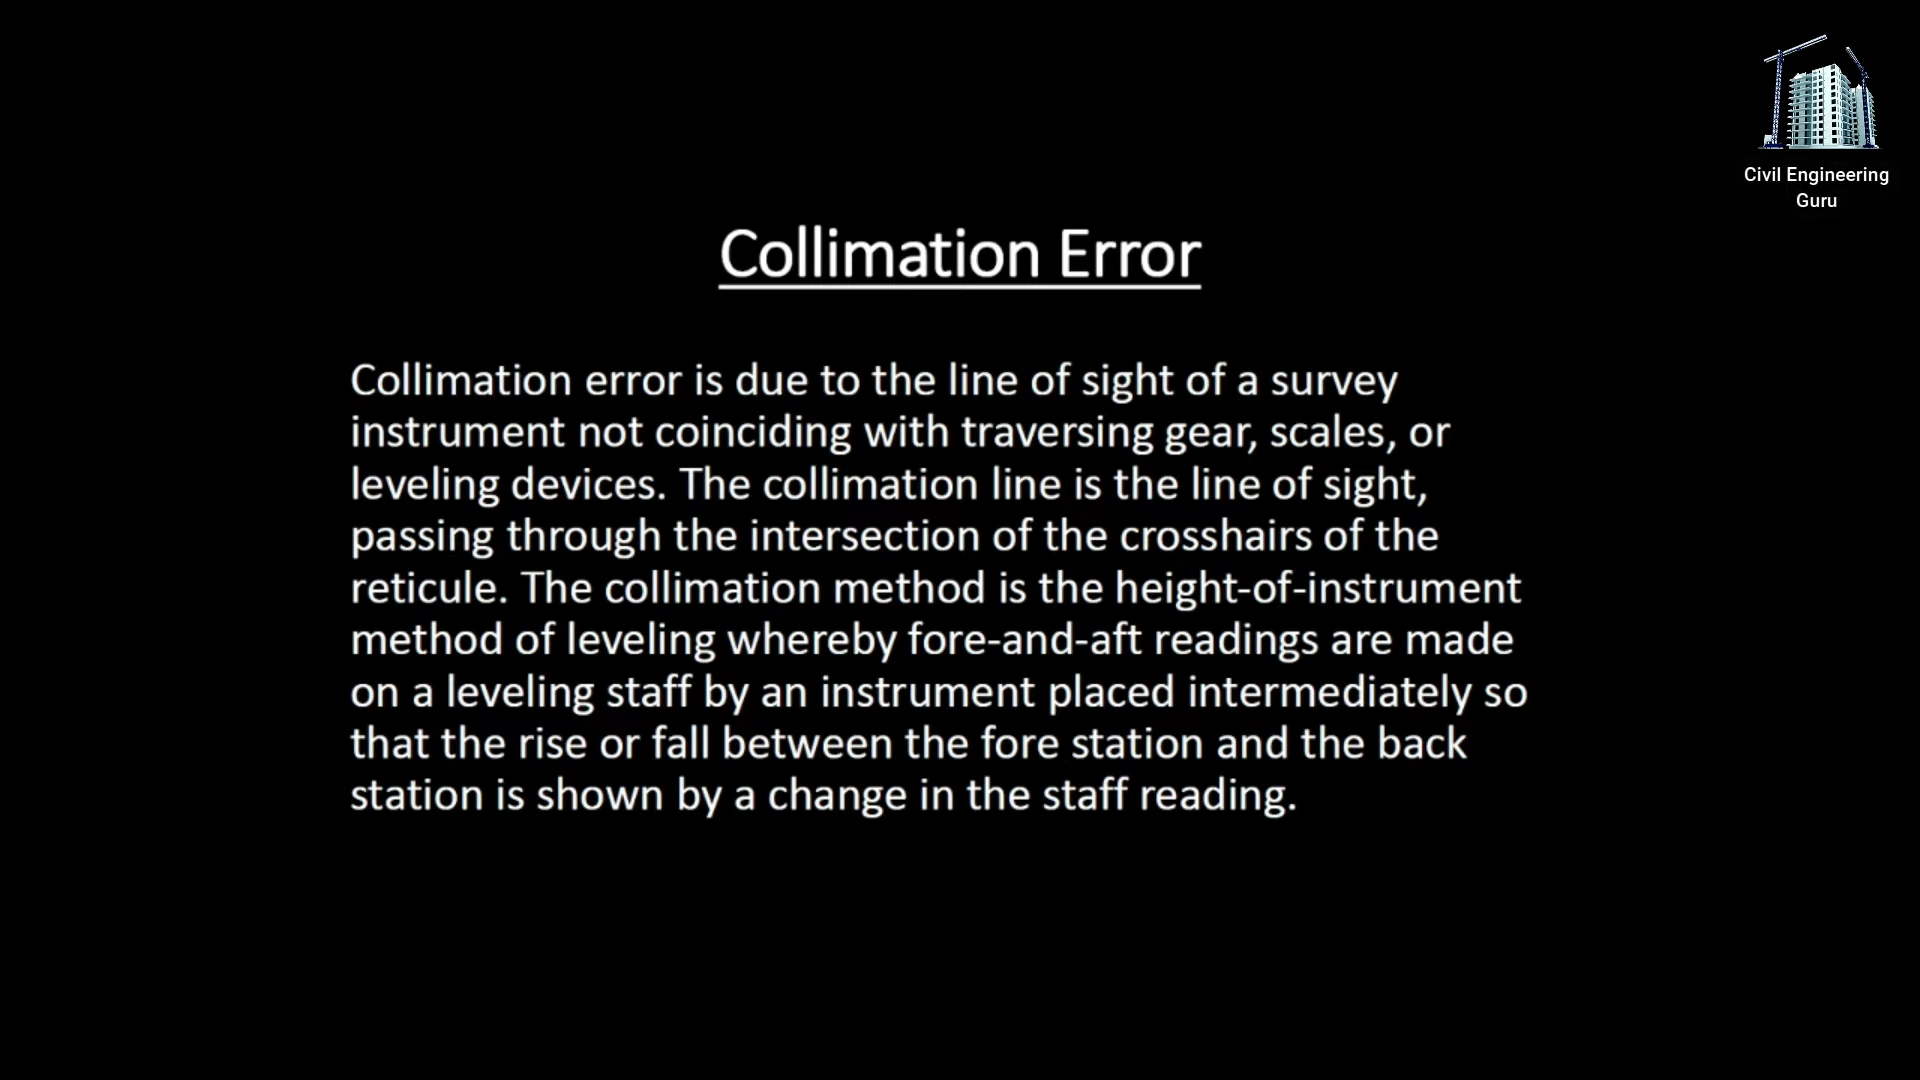 Civil Engineering
Guru
Collimation Error
Collimation error is due to the line of sight of a survey
instrument not coinciding with traversing gear, scales, or
leveling devices. The collimation line is the line of sight,
passing through the intersection of the crosshairs of the
reticule. The collimation method is the height-of-instrument
method of leveling whereby fore-and-aft readings are made
on a leveling staff by an instrument placed intermediately so
that the rise or fall between the fore station and the back
station is shown by a change in the staff reading.